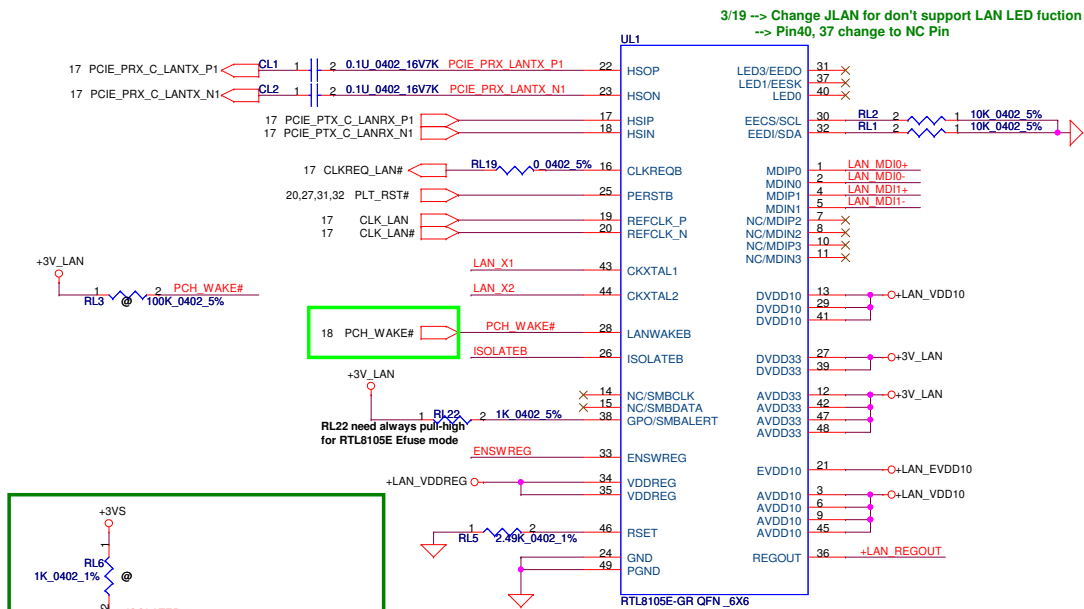 3/19 --> Change JLAN for don't support LAN LED fuction
--> Pin40, 37 change to NC Pin
UL1
17 PCIE_PRX_C_LANTX_P1 CL1 1 2 0.1U_0402_16V7K PCIE_PRX_LANTX_P1 22 HSOP
17 PCIE_PRX_C_LANTX_N1 CL2 1 2 0.1U_0402_16V7K PCIE_PRX_LANTX_N1 23 HSON
17 PCIE_PTX_C_LANRX_P1 17 HSIP
17 PCIE_PTX_C_LANRX_N1 18 HSIN
17 CLKREQ_LAN# RL19 0_0402_5% 16 CLKREQB
20,27,31,32 PLT_RST# 25 PERSTB
17 CLK_LAN 19 REFCLK_P
17 CLK_LAN# 20 REFCLK_N
LAN_X1 43 CKXTAL1
LAN_X2 44 CKXTAL2
+3V_LAN
1 2 PCH_WAKE#
RL3 @ 100K_0402_5%
18 PCH_WAKE# PCH_WAKE# 28 LANWAKEB
ISOLATEB 26 ISOLATEB
+3V_LAN
14 NC/SMBCLK
15 NC/SMBDATA
1 RL22 2 1K_0402_5% 38 GPO/SMBALERT
RL22 need always pull-high
for RTL8105E Efuse mode
ENSWREG 33 ENSWREG
+LAN_VDDREG 34 VDDREG
35 VDDREG
1 2 46 RSET
RL5 2.49K_0402_1%
24 GND
49 PGND
LED3/EEDO 31
LED1/EESK 37
LED0 40
EECS/SCL 30 RL2 2 1 10K_0402_5%
EEDI/SDA 32 RL1 2 1 10K_0402_5%
MDIP0 1 LAN_MDI0+
MDIN0 2 LAN_MDI0-
MDIP1 4 LAN_MDI1+
MDIN1 5 LAN_MDI1-
NC/MDIP2 7
NC/MDIN2 8
NC/MDIP3 10
NC/MDIN3 11
DVDD10 13 +LAN_VDD10
DVDD10 29
DVDD10 41
DVDD33 27 +3V_LAN
DVDD33 39
AVDD33 12 +3V_LAN
AVDD33 42
AVDD33 47
AVDD33 48
EVDD10 21 +LAN_EVDD10
AVDD10 3 +LAN_VDD10
AVDD10 6
AVDD10 9
AVDD10 45
REGOUT 36 +LAN_REGOUT
RTL8105E-GR QFN _6X6
+3VS
1
RL6
1K_0402_1% @
2